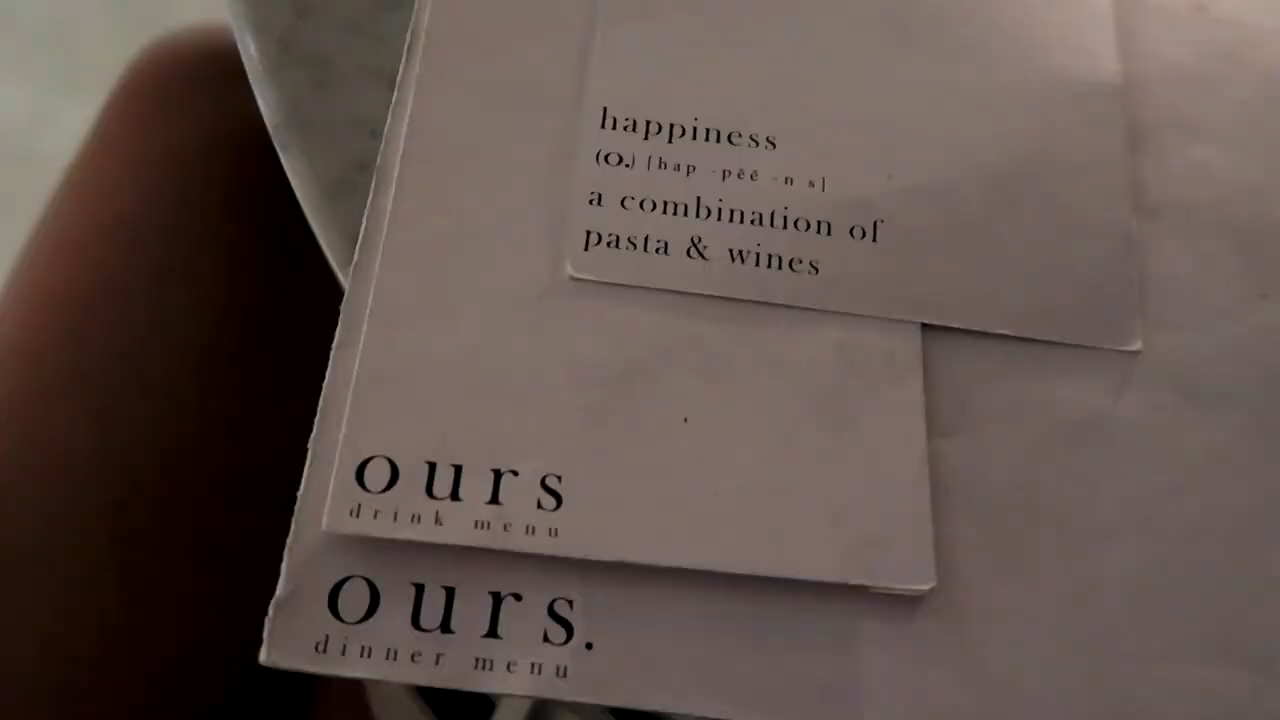 happiness
(O.) [hap -pēē -n s]
a combination of
pasta & wines
ours
drink menu
ours.
dinner menu